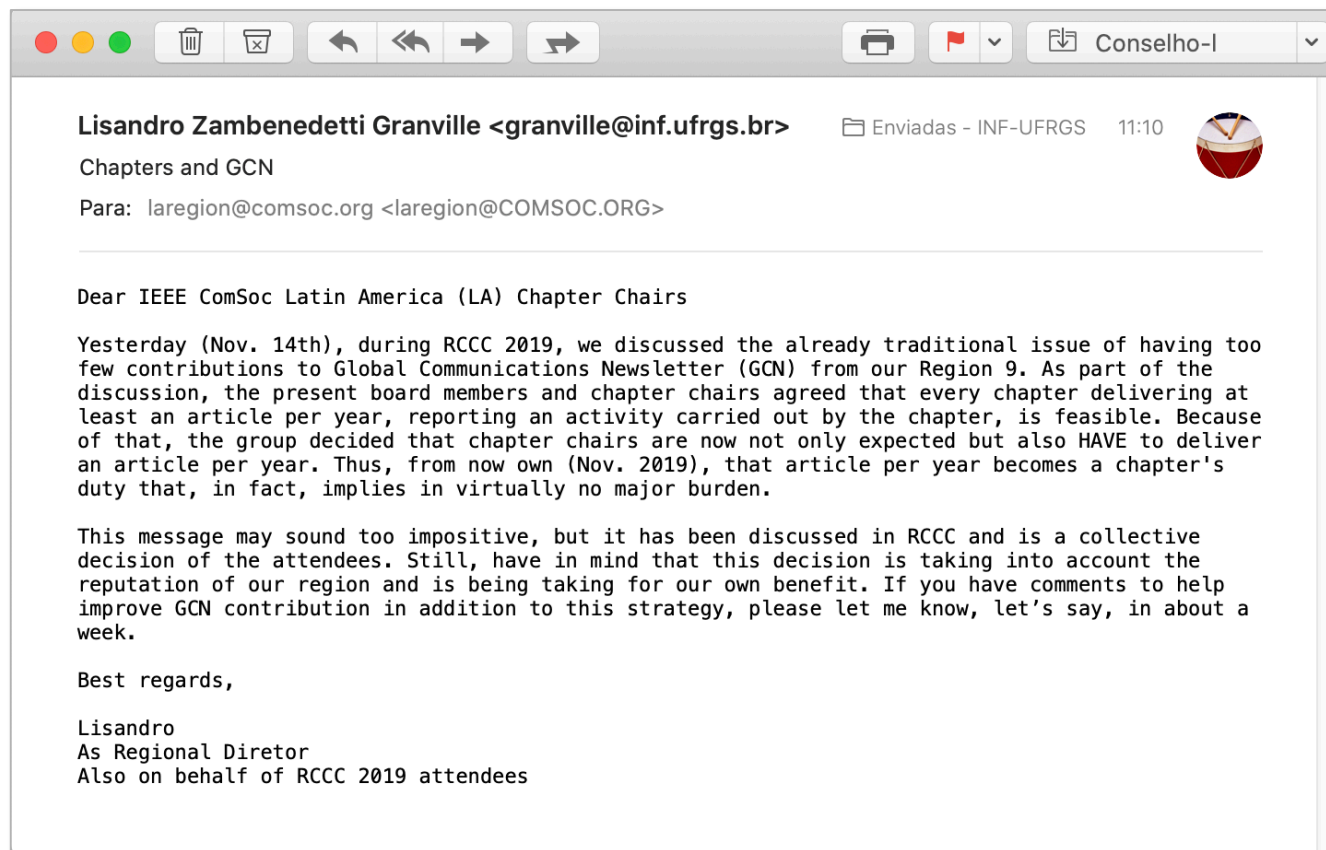 Conselho-I
Lisandro Zambenedetti Granville <granville@inf.ufrgs.br>
Enviadas - INF-UFRGS
11:10
Chapters and GCN
Para: laregion@comsoc.org <laregion@COMSOC.ORG>
Dear IEEE ComSoc Latin America (LA) Chapter Chairs
Yesterday (Nov. 14th), during RCCC 2019, we discussed the already traditional issue of having too
few contributions to Global Communications Newsletter (GCN) from our Region 9. As part of the
discussion, the present board members and chapter chairs agreed that every chapter delivering at
least an article per year, reporting an activity carried out by the chapter, is feasible. Because
of that, the group decided that chapter chairs are now not only expected but also HAVE to deliver
an article per year. Thus, from now own (Nov. 2019), that article per year becomes a chapter's
duty that, in fact, implies in virtually no major burden.
This message may sound too impositive, but it has been discussed in RCCC and is a collective
decision of the attendees. Still, have in mind that this decision is taking into account the
reputation of our region and is being taking for our own benefit. If you have comments to help
improve GCN contribution in addition to this strategy, please let me know, let’s say, in about a
week.
Best regards,
Lisandro
As Regional Diretor
Also on behalf of RCCC 2019 attendees